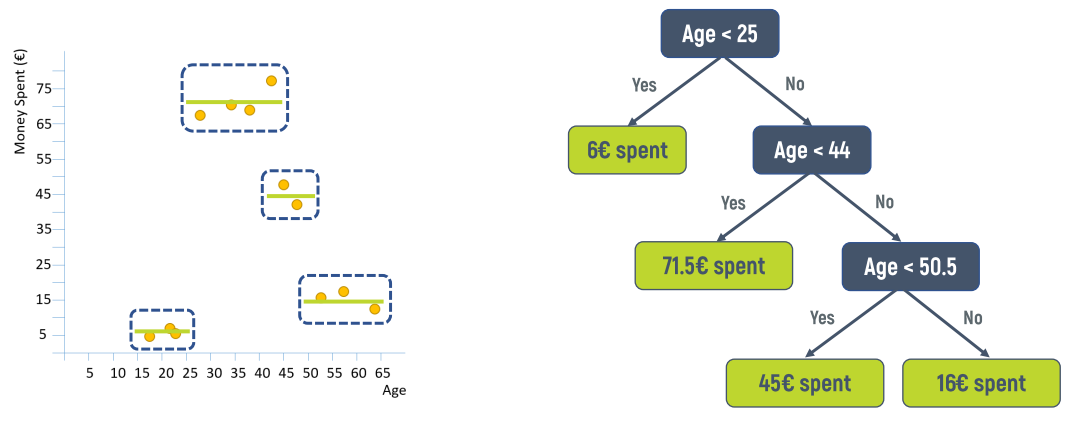 Money Spent (€)
75
65
55
45
35
25
15
5
5 10 15 20 25 30 35 40 45 50 55 60 65
Age
Age < 25
Yes
No
6€ spent
Age < 44
Yes
No
71.5€ spent
Age < 50.5
Yes
No
45€ spent
16€ spent